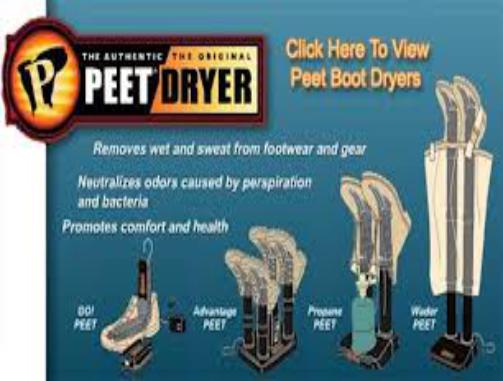 THE AUTHENTIC THE ORIGINAL
PEET DRYER
Click Here To View
Peet Boot Dryers
Removes wet and sweat from footwear and gear
Neutralizes odors caused by perspiration
and bacteria
Promotes comfort and health
GO!
PEET
Advantage
PEET
Propane
PEET
Wader
PEET